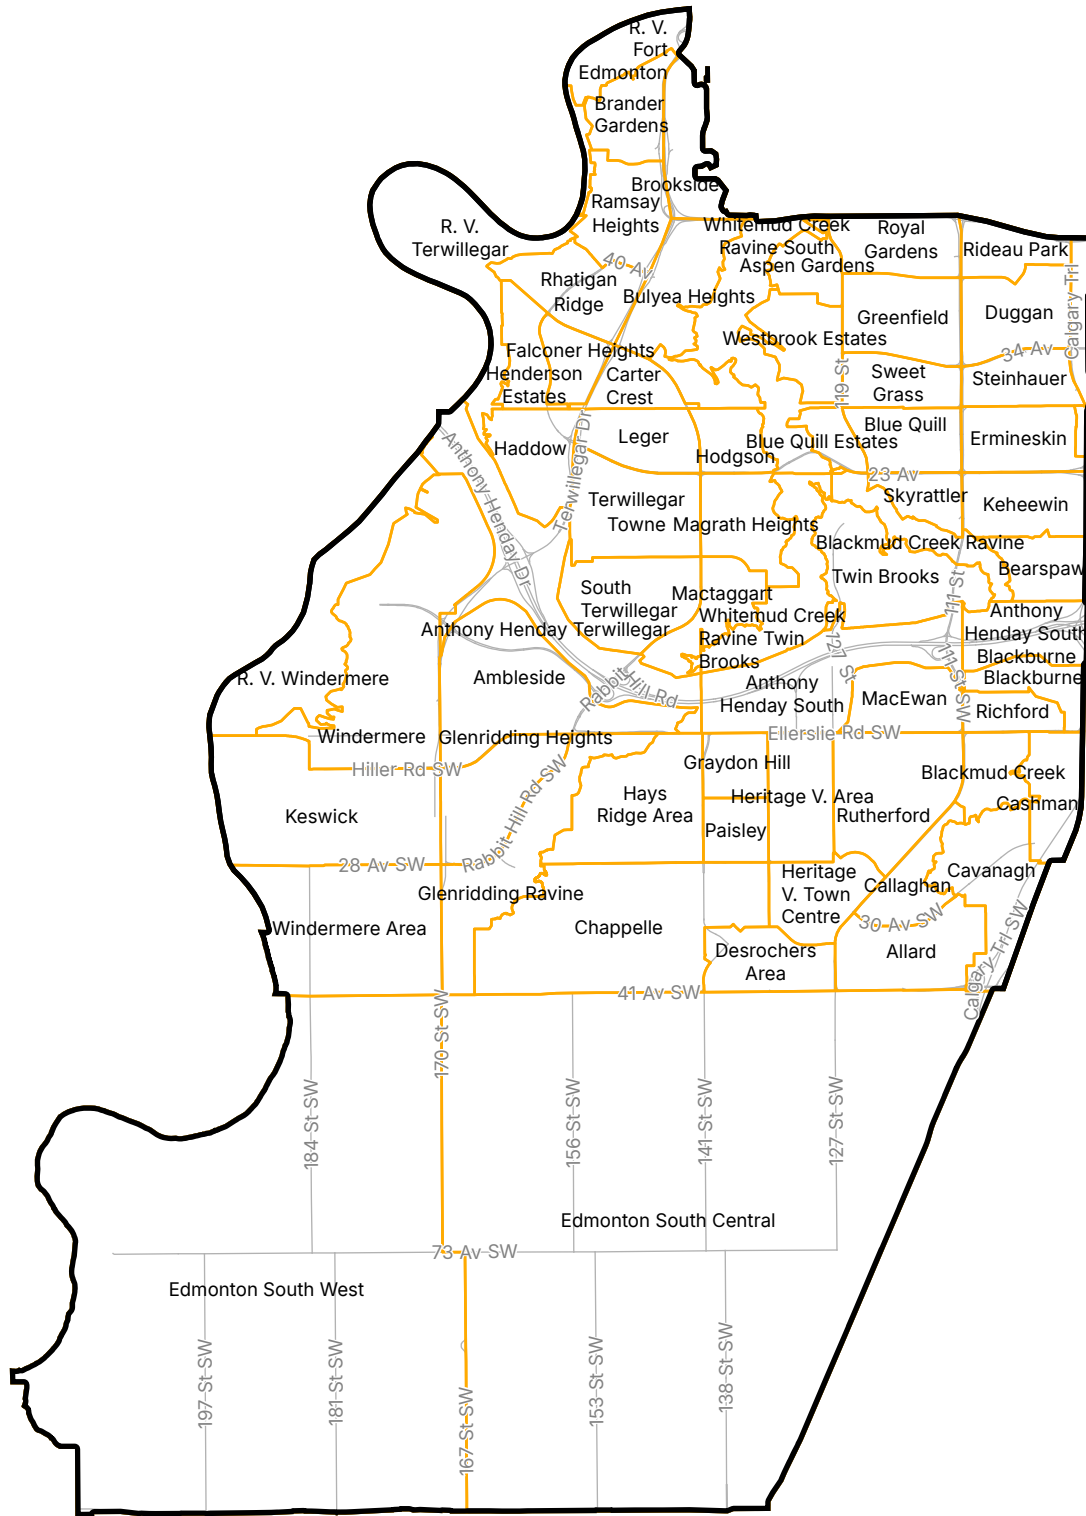 R. V.
Fort
Edmonton
Brander
Gardens
Brookside
Ramsay
Heights
R. V.
Terwillegar
Whitemud Creek
Ravine South
Royal
Gardens
Rideau Park
Aspen Gardens
40 Av
Rhatigan
Ridge
Bulyea Heights
Calgary Trl
Greenfield
Duggan
Westbrook Estates
34 Av
Falconer Heights
Henderson
Estates
Carter
Crest
119 St
Sweet
Grass
Steinhauer
Haddow
Leger
Blue Quill
Blue Quill Estates
Ermineskin
Hodgson
Anthony Henday Dr
Terwillegar Dr
23 Av
Terwillegar
Towne
Magrath Heights
Skyrattler
Keheewin
Blackmud Creek Ravine
Twin Brooks
Bearspaw
111 St
South
Terwillegar
Mactaggart
Whitemud Creek
Ravine Twin
Brooks
Anthony
Henday South
Anthony Henday Terwillegar
127 St
Blackburne
Blackburne
R. V. Windermere
Ambleside
Rabbit Hill Rd
Anthony
Henday South
MacEwan
111 St SW
Richford
Windermere
Glenridding Heights
Ellerslie Rd SW
Hiller Rd SW
Graydon Hill
Blackmud Creek
Rabbit Hill Rd SW
Hays
Ridge Area
Heritage V. Area
Cashman
Keswick
Paisley
Rutherford
28 Av SW
Heritage
V. Town
Centre
Callaghan
Cavanagh
Glenridding Ravine
Windermere Area
Chappelle
30 Av SW
Desrochers
Area
Allard
Calgary Trl SW
41 Av SW
170 St SW
184 St SW
156 St SW
141 St SW
127 St SW
Edmonton South Central
73 Av SW
Edmonton South West
197 St SW
181 St SW
167 St SW
153 St SW
138 St SW